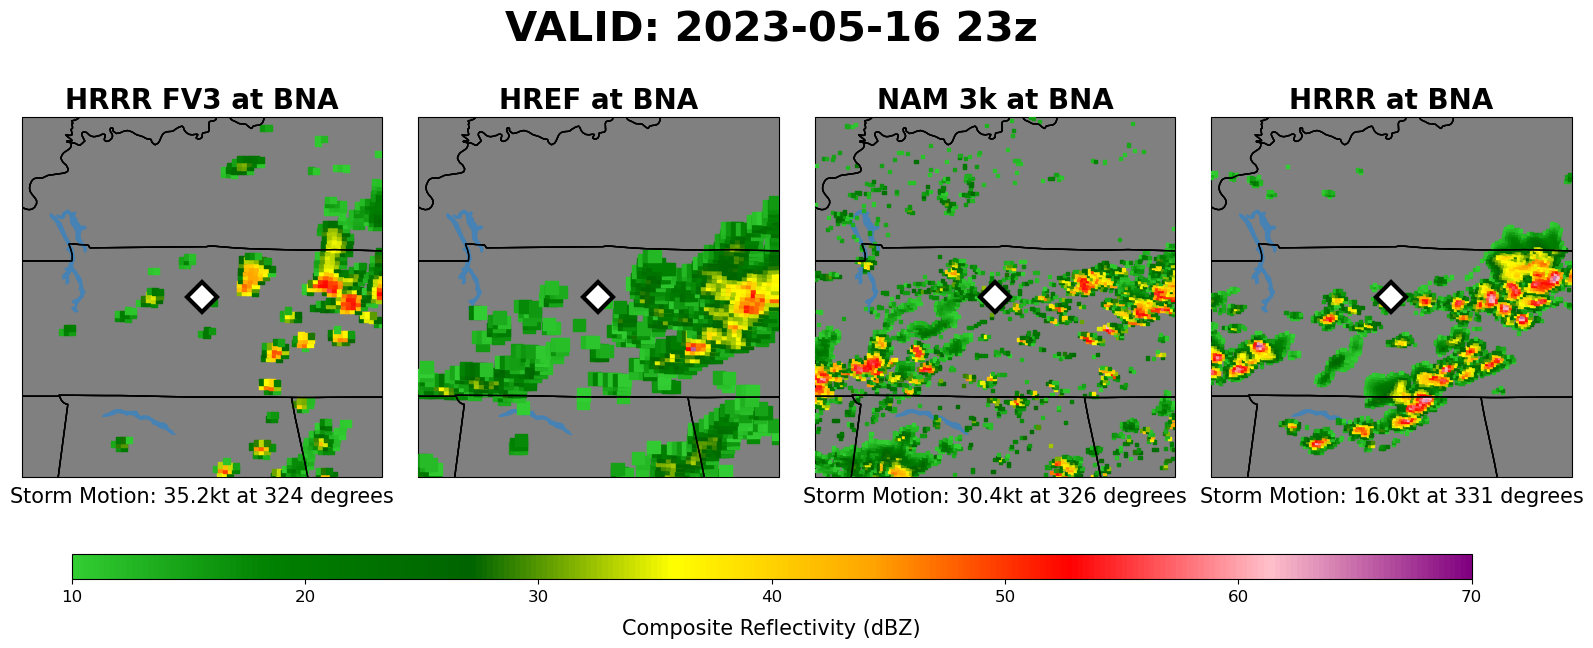 VALID: 2023-05-16 23z
HRRR FV3 at BNA
HREF at BNA
NAM 3k at BNA
HRRR at BNA
Storm Motion: 35.2kt at 324 degrees
Storm Motion: 30.4kt at 326 degrees
Storm Motion: 16.0kt at 331 degrees
10 20 30 40 50 60 70
Composite Reflectivity (dBZ)